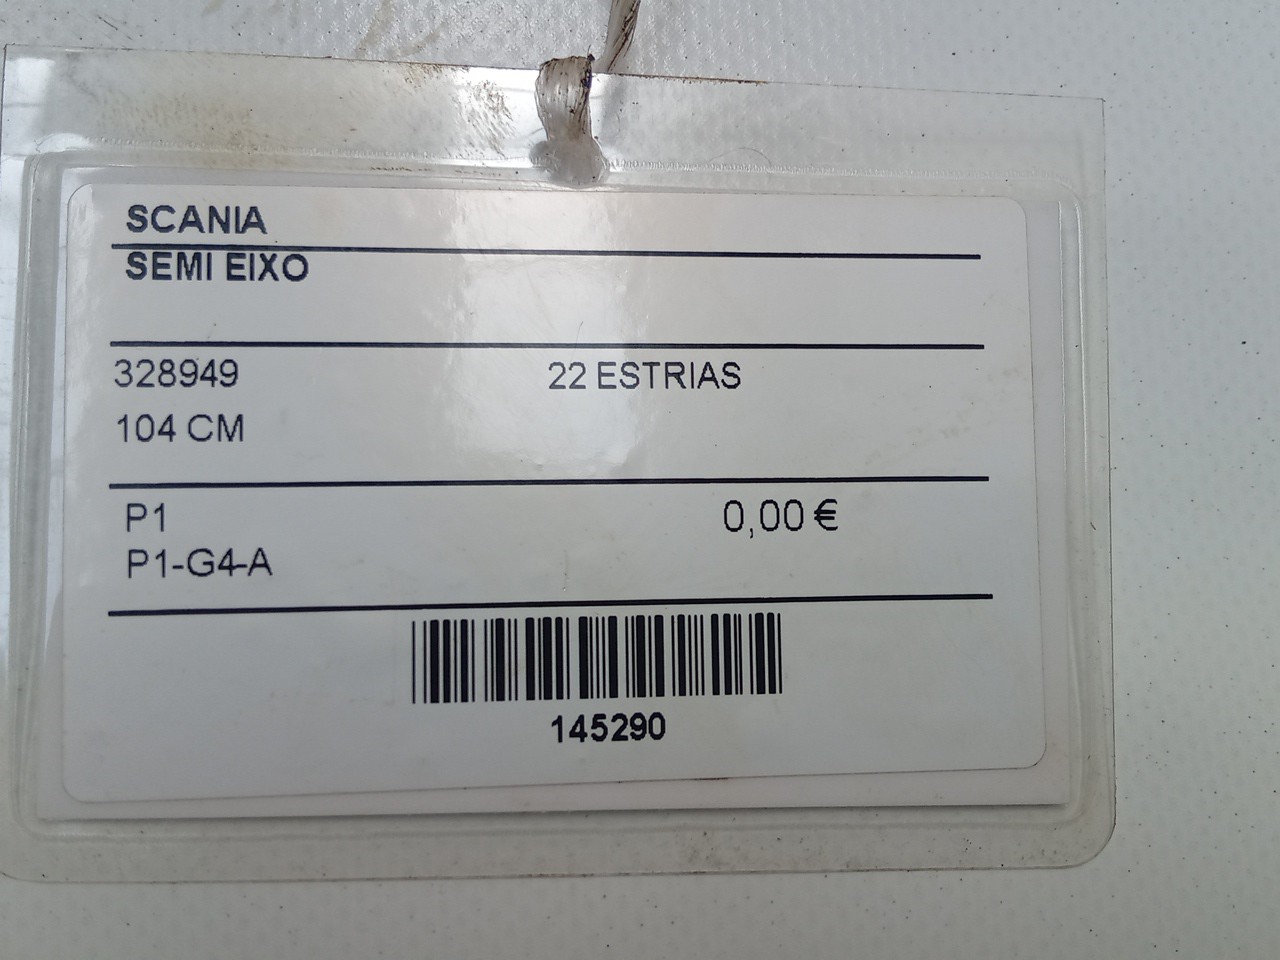 SCANIA
SEMI EIXO
328949 22 ESTRIAS
104 CM
P1 0,00 €
P1-G4-A
145290